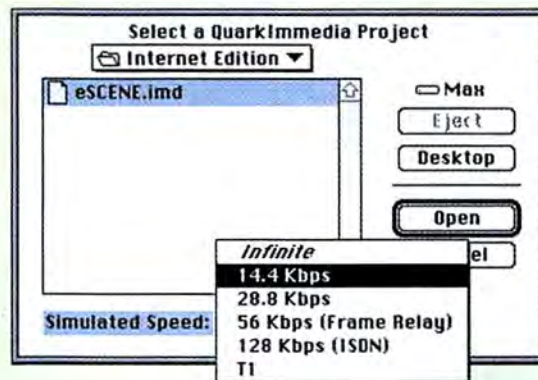 Select a QuarkImmedia Project
Internet Edition
eSCENE.imd
Max
Eject
Desktop
Open
el
Infinite
14.4 Kbps
28.8 Kbps
Simulated Speed:
56 Kbps (Frame Relay)
128 Kbps (ISDN)
T1